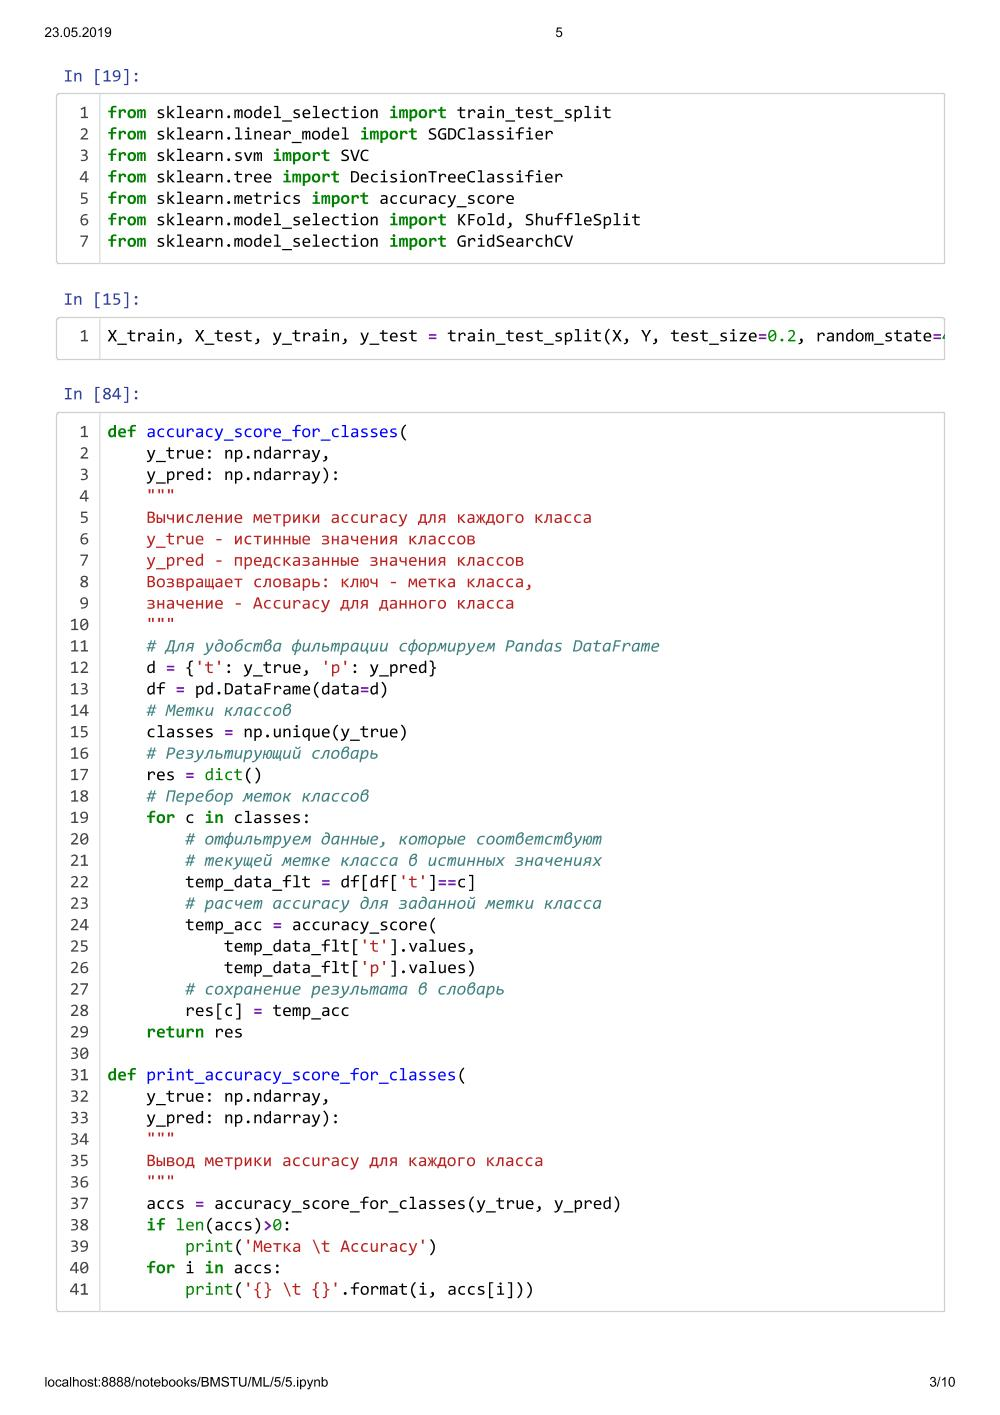 23.05.2019 5
In [19]:
1 from sklearn.model_selection import train_test_split
2 from sklearn.linear_model import SGDClassifier
3 from sklearn.svm import SVC
4 from sklearn.tree import DecisionTreeClassifier
5 from sklearn.metrics import accuracy_score
6 from sklearn.model_selection import KFold, ShuffleSplit
7 from sklearn.model_selection import GridSearchCV
In [15]:
1 X_train, X_test, y_train, y_test = train_test_split(X, Y, test_size=0.2, random_state=
In [84]:
1 def accuracy_score_for_classes(
2     y_true: np.ndarray,
3     y_pred: np.ndarray):
4     """
5     Вычисление метрики accuracy для каждого класса
6     y_true - истинные значения классов
7     y_pred - предсказанные значения классов
8     Возвращает словарь: ключ - метка класса,
9     значение - Accuracy для данного класса
10     """
11     # Для удобства фильтрации сформируем Pandas DataFrame
12     d = {'t': y_true, 'p': y_pred}
13     df = pd.DataFrame(data=d)
14     # Метки классов
15     classes = np.unique(y_true)
16     # Результирующий словарь
17     res = dict()
18     # Перебор меток классов
19     for c in classes:
20         # отфильтруем данные, которые соответствуют
21         # текущей метке класса в истинных значениях
22         temp_data_flt = df[df['t']==c]
23         # расчет accuracy для заданной метки класса
24         temp_acc = accuracy_score(
25             temp_data_flt['t'].values,
26             temp_data_flt['p'].values)
27         # сохранение результата в словарь
28         res[c] = temp_acc
29     return res
30
31 def print_accuracy_score_for_classes(
32     y_true: np.ndarray,
33     y_pred: np.ndarray):
34     """
35     Вывод метрики accuracy для каждого класса
36     """
37     accs = accuracy_score_for_classes(y_true, y_pred)
38     if len(accs)>0:
39         print('Метка \t Accuracy')
40     for i in accs:
41         print('{} \t {}'.format(i, accs[i]))
localhost:8888/notebooks/BMSTU/ML/5/5.ipynb 3/10